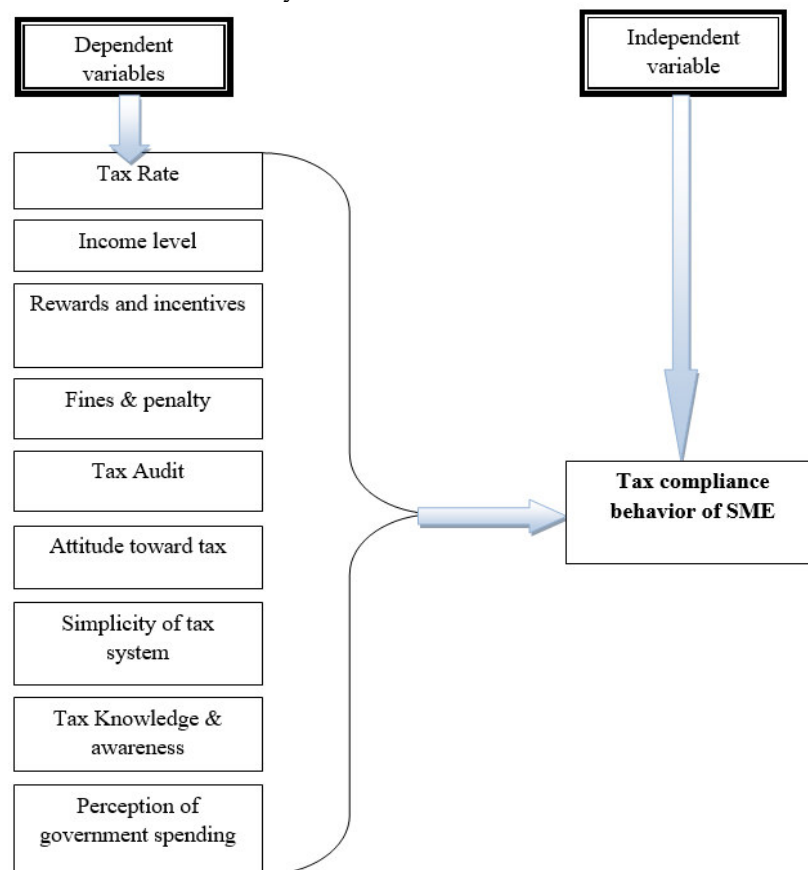 Dependent
variables
Independent
variable
Tax Rate
Income level
Rewards and incentives
Fines & penalty
Tax Audit
Attitude toward tax
Simplicity of tax
system
Tax Knowledge &
awareness
Perception of
government spending
Tax compliance
behavior of SME